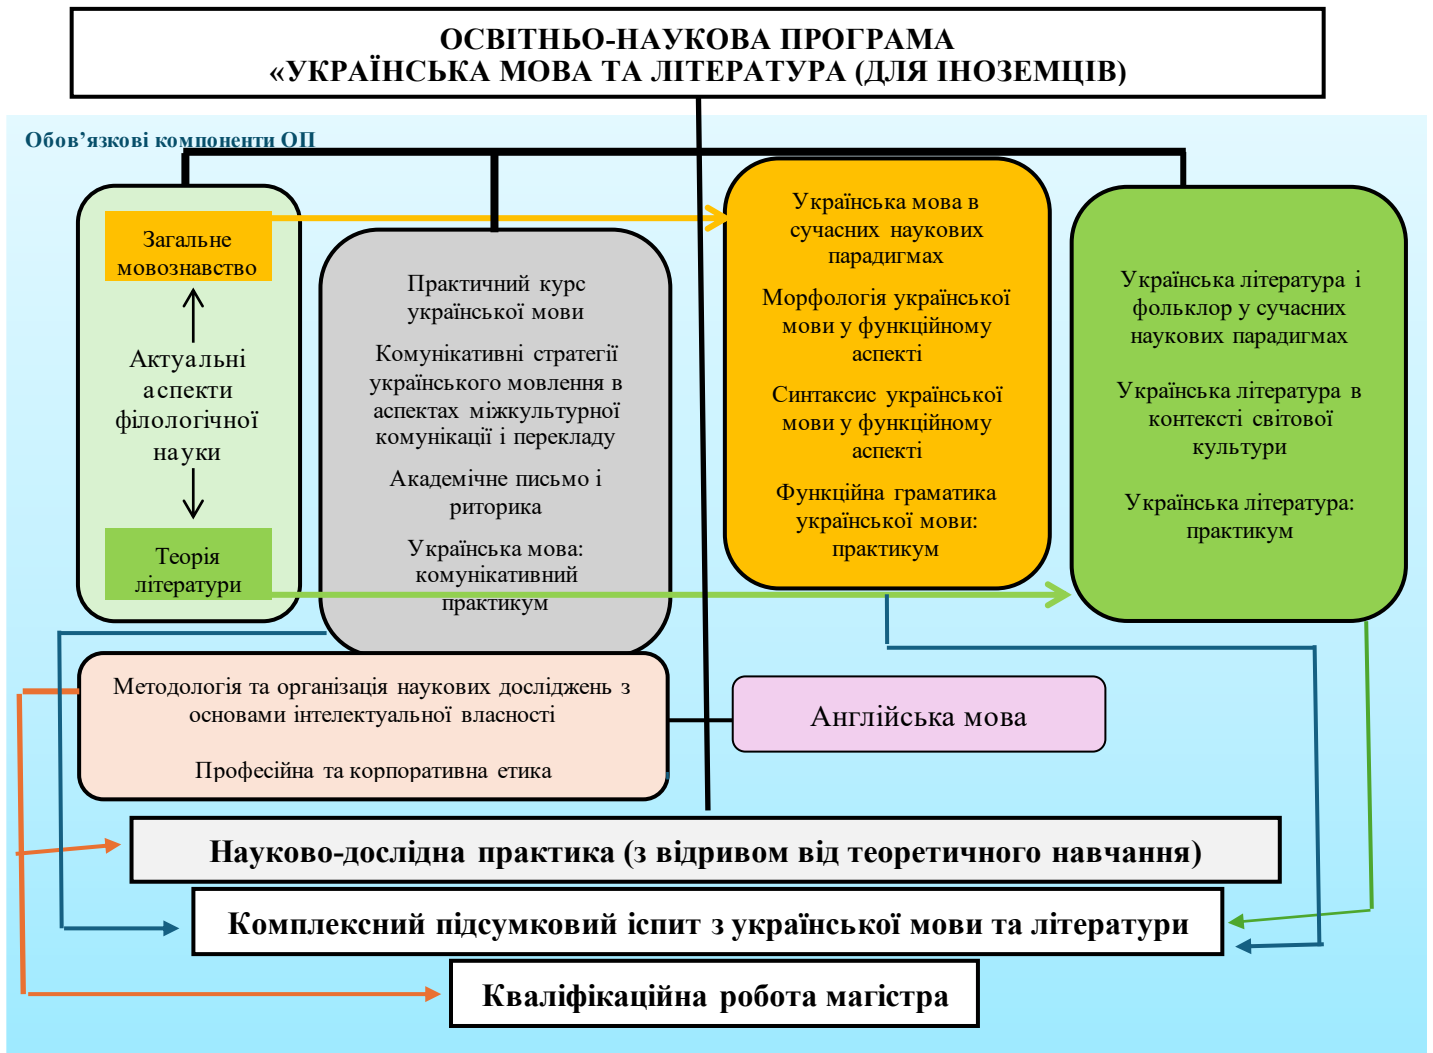 ОСВІТНЬО-НАУКОВА ПРОГРАМА
«УКРАЇНСЬКА МОВА ТА ЛІТЕРАТУРА (ДЛЯ ІНОЗЕМЦІВ)
Обов’язкові компоненти ОП
Загальне
мовознавство
Актуальні
аспекти
філологічної
науки
Теорія
літератури
Практичний курс
української мови
Комунікативні стратегії
українського мовлення в
аспектах міжкультурної
комунікації і перекладу
Академічне письмо і
риторика
Українська мова:
комунікативний
практикум
Українська мова в
сучасних наукових
парадигмах
Морфологія української
мови у функційному
аспекті
Синтаксис української
мови у функційному
аспекті
Функційна граматика
української мови:
практикум
Українська література і
фольклор у сучасних
наукових парадигмах
Українська література в
контексті світової
культури
Українська література:
практикум
Методологія та організація наукових досліджень з
основами інтелектуальної власності
Професійна та корпоративна етика
Англійська мова
Науково-дослідна практика (з відривом від теоретичного навчання)
Комплексний підсумковий іспит з української мови та літератури
Кваліфікаційна робота магістра